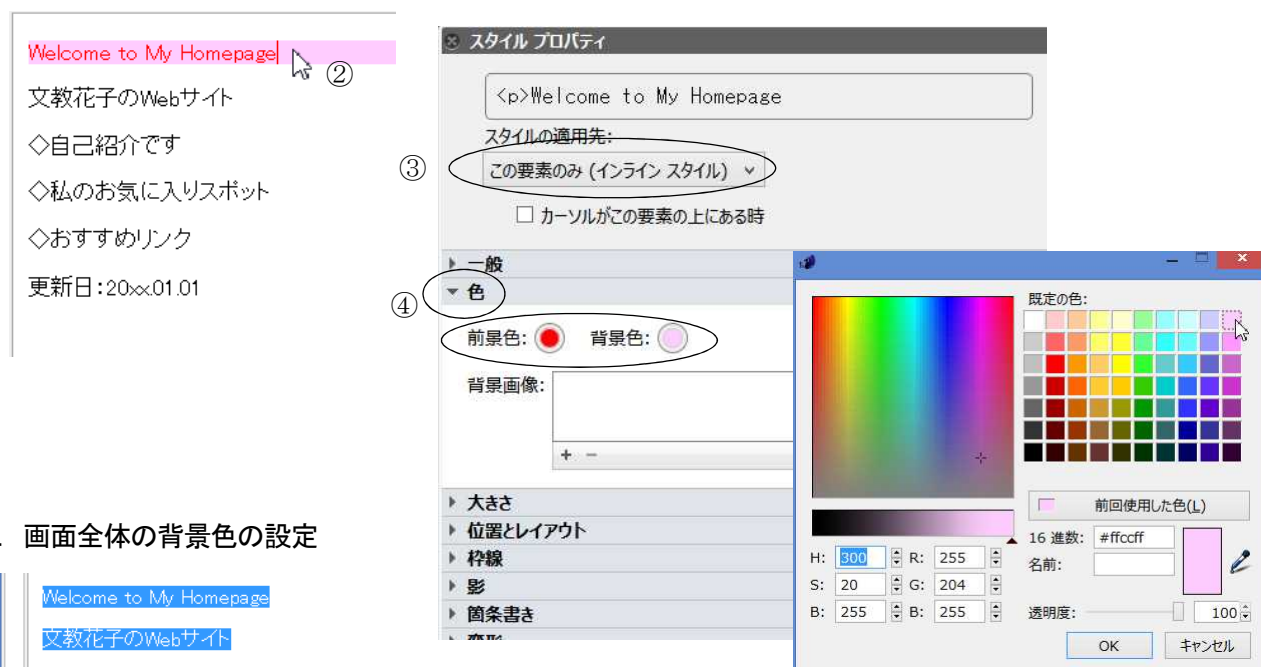 Welcome to My Homepage
②
文教花子のWebサイト
◇自己紹介です
◇私のお気に入りスポット
◇おすすめリンク
更新日：20xx.01.01
スタイル プロパティ
<p>Welcome to My Homepage
スタイルの適用先:
③
この要素のみ (インライン スタイル)
カーソルがこの要素の上にある時
一般
④
色
前景色: 背景色:
背景画像:
+ −
大きさ
位置とレイアウト
枠線
影
箇条書き
既定の色:
前回使用した色(L)
16 進数: #ffccff
名前:
H: 300 R: 255
S: 20 G: 204
B: 255 B: 255
透明度: 100
OK キャンセル
画面全体の背景色の設定
Welcome to My Homepage
文教花子のWebサイト